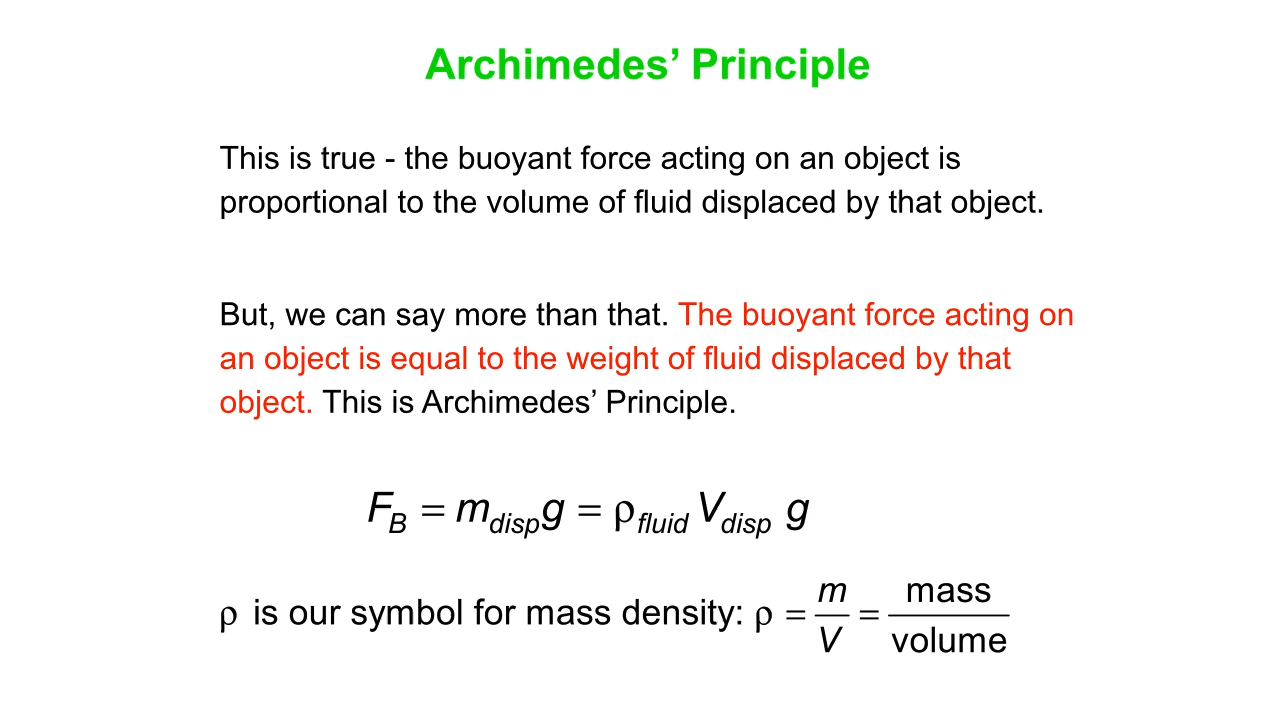 Archimedes’ Principle
This is true - the buoyant force acting on an object is
proportional to the volume of fluid displaced by that object.
But, we can say more than that. The buoyant force acting on
an object is equal to the weight of fluid displaced by that
object. This is Archimedes’ Principle.
F_B = m_disp g = ρ_fluid V_disp g
ρ is our symbol for mass density: ρ = m/V = mass/volume